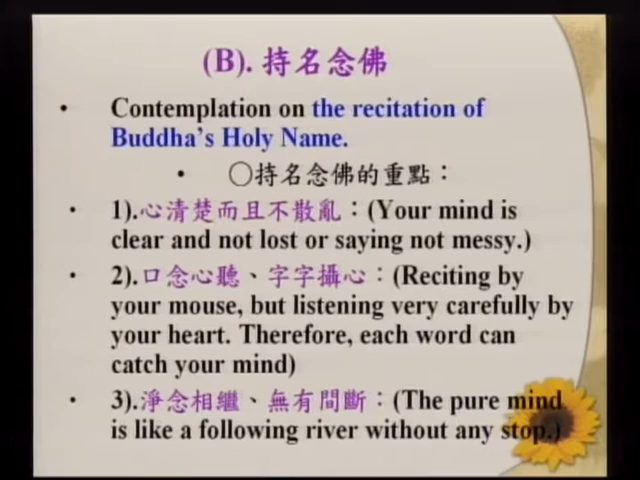 (B). 持名念佛
• Contemplation on the recitation of
Buddha's Holy Name.
• ○持名念佛的重點：
• 1).心清楚而且不散亂：(Your mind is
clear and not lost or saying not messy.)
• 2).口念心聽、字字攝心：(Reciting by
your mouse, but listening very carefully by
your heart. Therefore, each word can
catch your mind)
• 3).淨念相繼、無有間斷：(The pure mind
is like a following river without any stop.)